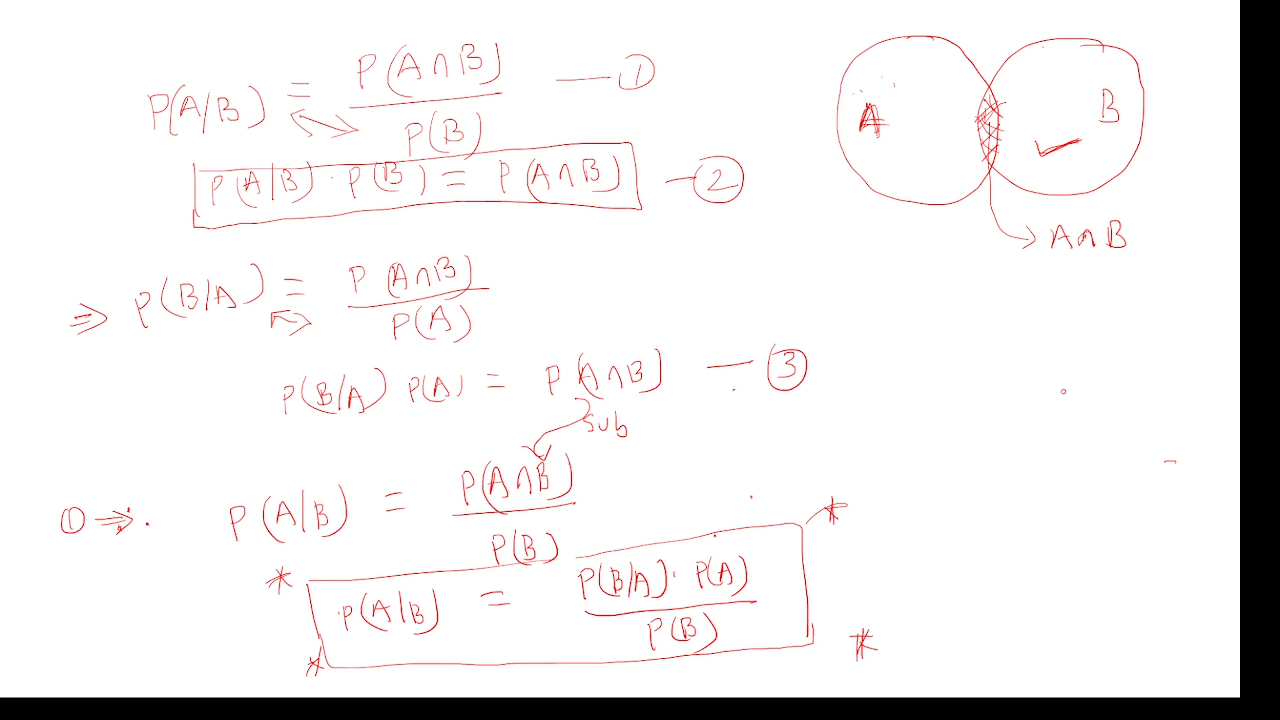 P(A/B) = P(A∩B) / P(B) — ①
P(A/B) · P(B) = P(A∩B) — ②
⇒ P(B/A) = P(A∩B) / P(A)
P(B/A) P(A) = P(A∩B) — ③
sub
① ⇒ P(A/B) = P(A∩B) / P(B)
P(A/B) = P(B/A) · P(A) / P(B)
A
B
A∩B